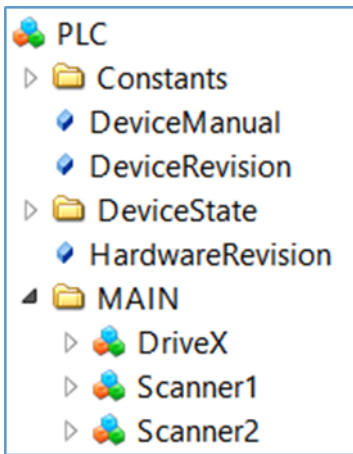 PLC
Constants
DeviceManual
DeviceRevision
DeviceState
HardwareRevision
MAIN
DriveX
Scanner1
Scanner2